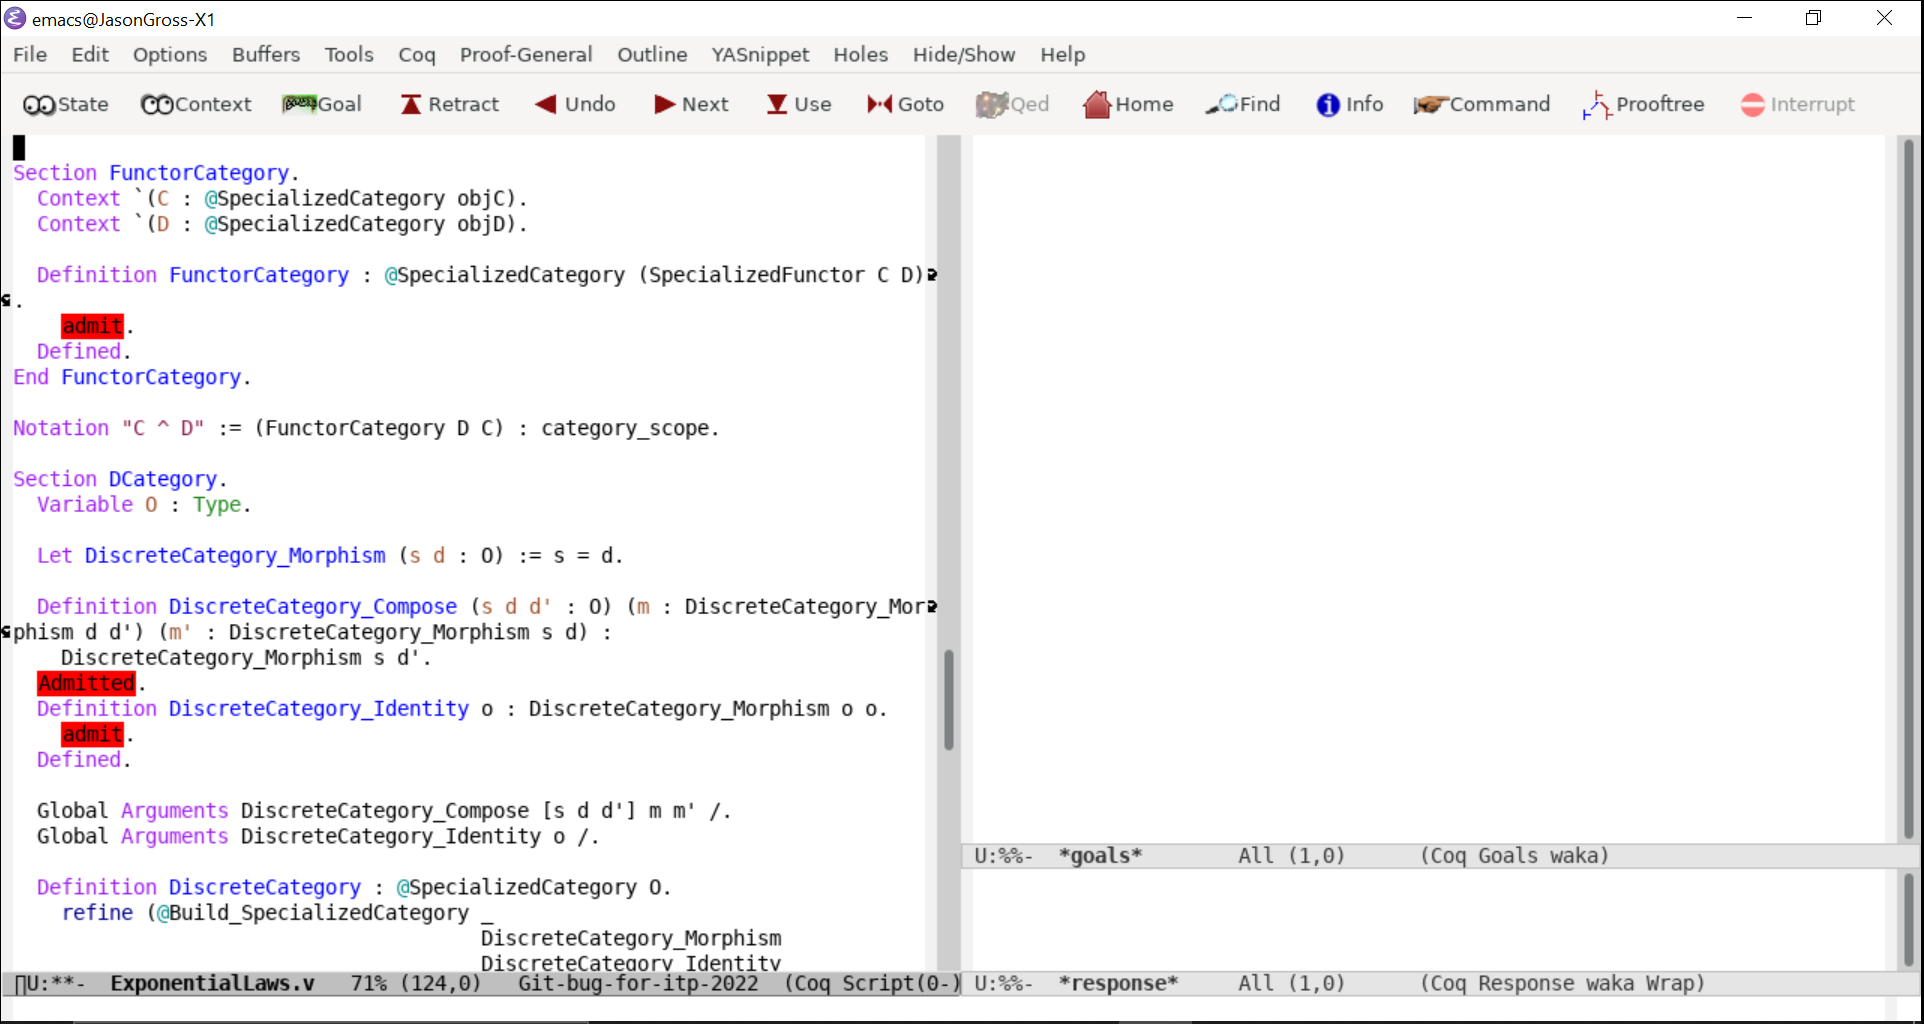 emacs@JasonGross-X1
File Edit Options Buffers Tools Coq Proof-General Outline YASnippet Holes Hide/Show Help
State Context Goal Retract Undo Next Use Goto Qed Home Find Info Command Prooftree Interrupt
Section FunctorCategory.
  Context `(C : @SpecializedCategory objC).
  Context `(D : @SpecializedCategory objD).
  Definition FunctorCategory : @SpecializedCategory (SpecializedFunctor C D)
.
    admit.
  Defined.
End FunctorCategory.
Notation "C ^ D" := (FunctorCategory D C) : category_scope.
Section DCategory.
  Variable O : Type.
  Let DiscreteCategory_Morphism (s d : O) := s = d.
  Definition DiscreteCategory_Compose (s d d' : O) (m : DiscreteCategory_Mor
phism d d') (m' : DiscreteCategory_Morphism s d) :
    DiscreteCategory_Morphism s d'.
  Admitted.
  Definition DiscreteCategory_Identity o : DiscreteCategory_Morphism o o.
    admit.
  Defined.
  Global Arguments DiscreteCategory_Compose [s d d'] m m' /.
  Global Arguments DiscreteCategory_Identity o /.
  Definition DiscreteCategory : @SpecializedCategory O.
    refine (@Build_SpecializedCategory _
                                       DiscreteCategory_Morphism
                                       DiscreteCategory_Identity
U:**-  ExponentialLaws.v   71% (124,0)   Git-bug-for-itp-2022  (Coq Script(0-)
U:%%-  *goals*        All (1,0)      (Coq Goals waka)
U:%%-  *response*     All (1,0)      (Coq Response waka Wrap)